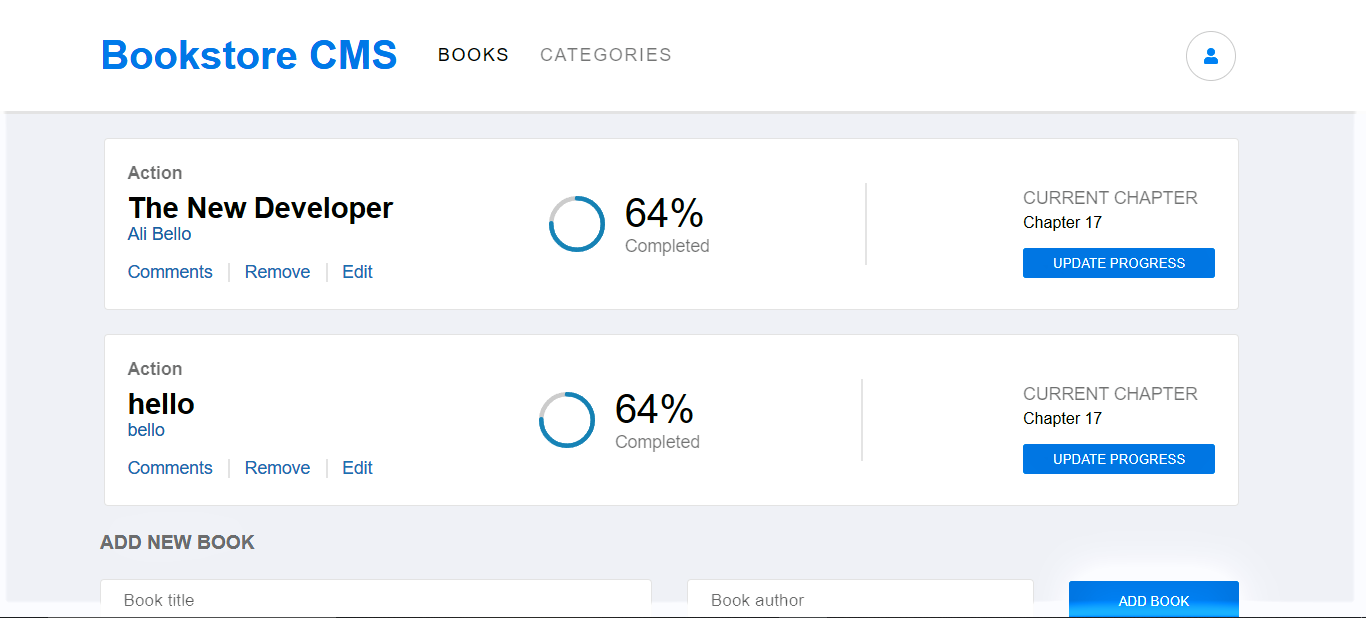 Bookstore CMS BOOKS CATEGORIES
Action
The New Developer
Ali Bello
Comments Remove Edit
64%
Completed
CURRENT CHAPTER
Chapter 17
UPDATE PROGRESS
Action
hello
bello
Comments Remove Edit
64%
Completed
CURRENT CHAPTER
Chapter 17
UPDATE PROGRESS
ADD NEW BOOK
Book title Book author ADD BOOK